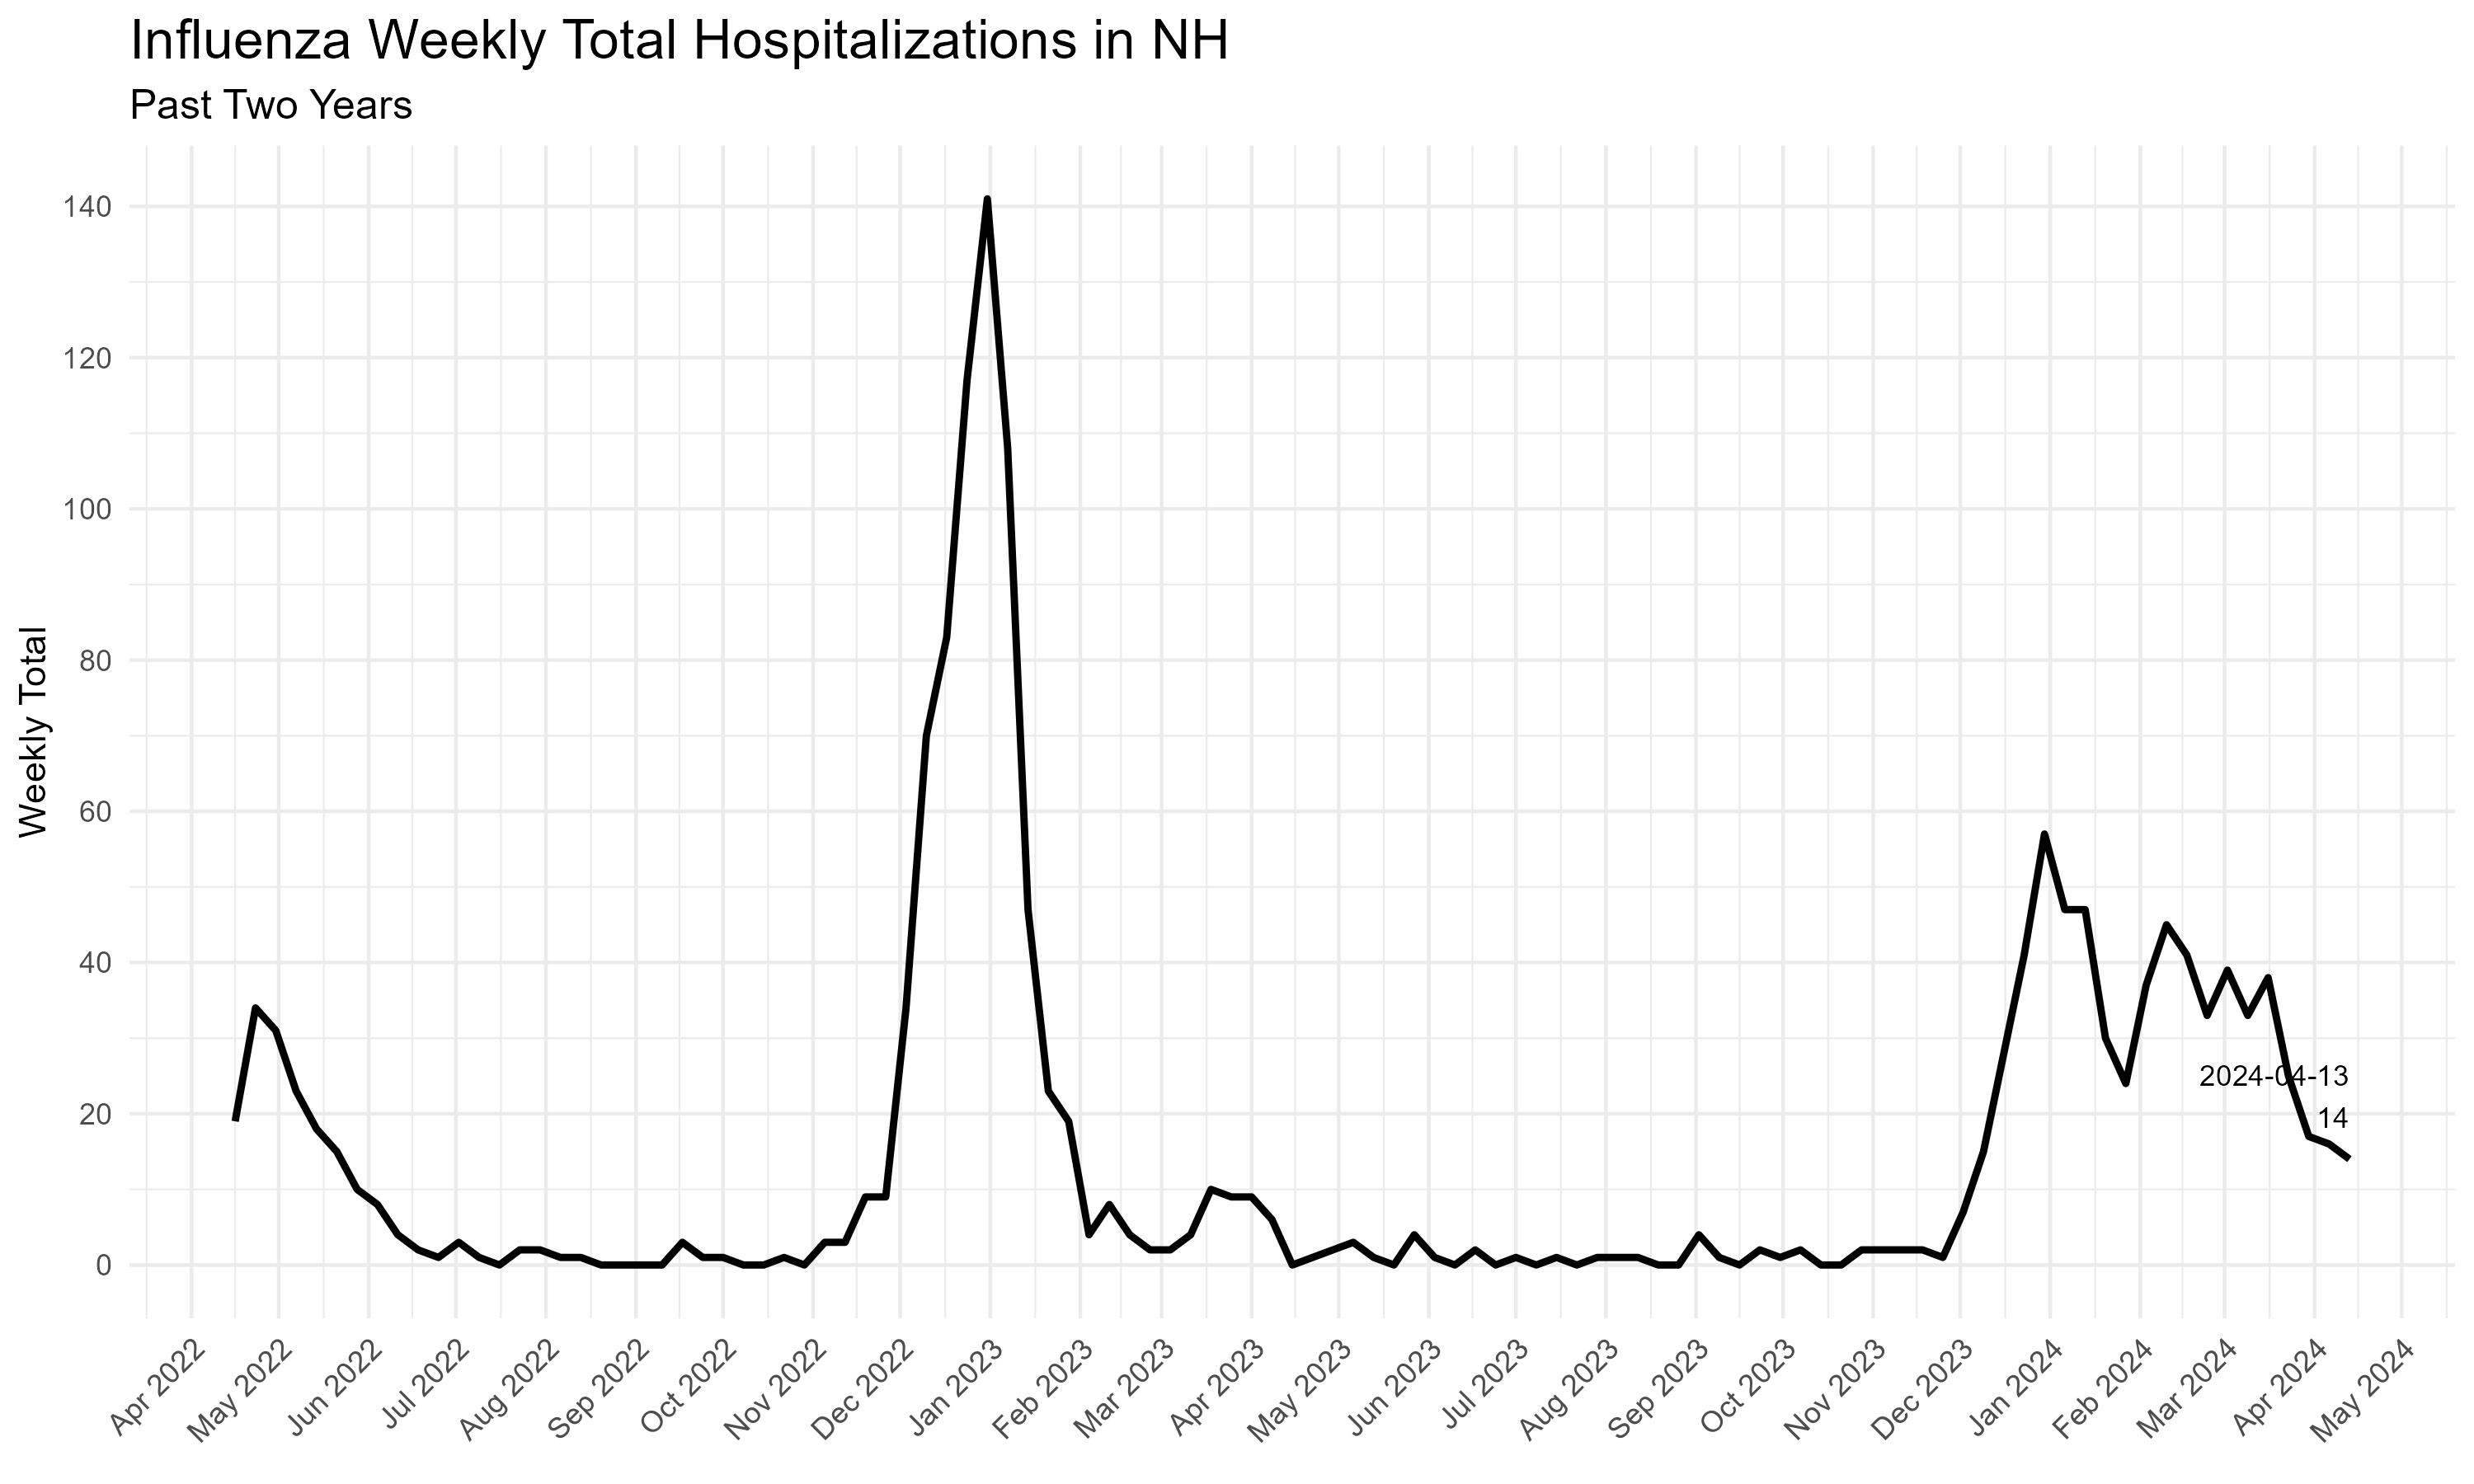 Influenza Weekly Total Hospitalizations in NH
Past Two Years
Weekly Total
140
120
100
80
60
40
20
0
2024-04-13
14
Apr 2022
May 2022
Jun 2022
Jul 2022
Aug 2022
Sep 2022
Oct 2022
Nov 2022
Dec 2022
Jan 2023
Feb 2023
Mar 2023
Apr 2023
May 2023
Jun 2023
Jul 2023
Aug 2023
Sep 2023
Oct 2023
Nov 2023
Dec 2023
Jan 2024
Feb 2024
Mar 2024
Apr 2024
May 2024